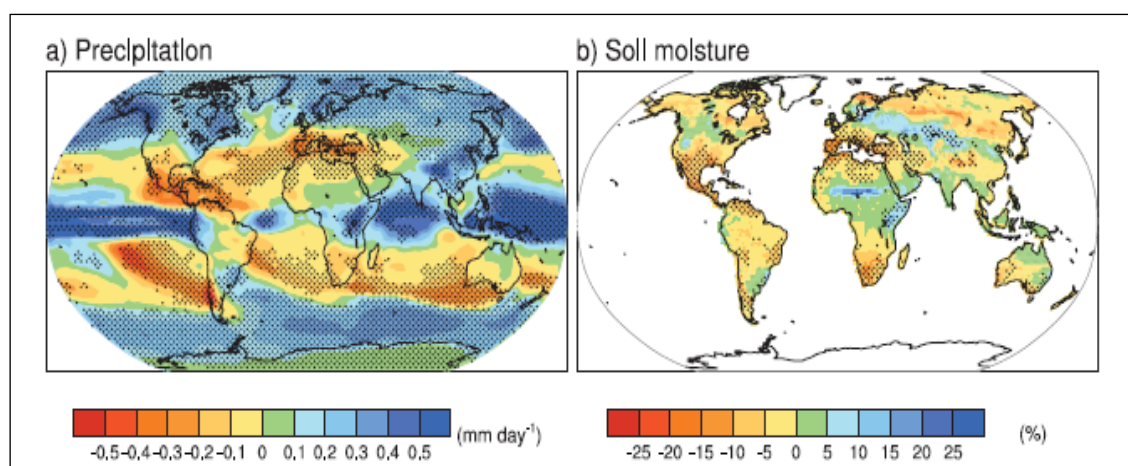 a) Precipitation
b) Soil moisture
-0,5 -0,4 -0,3 -0,2 -0,1 0 0,1 0,2 0,3 0,4 0,5 (mm day-1)
-25 -20 -15 -10 -5 0 5 10 15 20 25 (%)